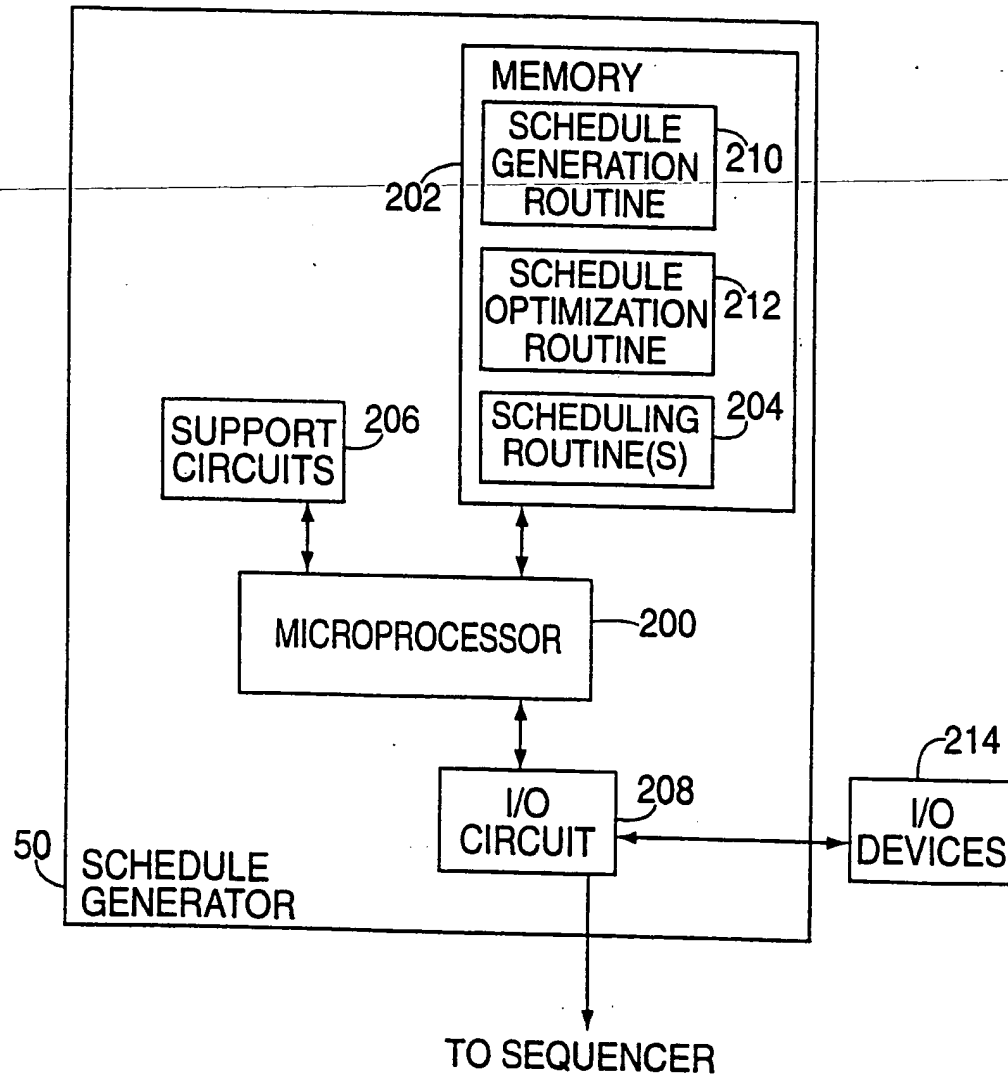 MEMORY
SCHEDULE
GENERATION
ROUTINE
210
202
SCHEDULE
OPTIMIZATION
ROUTINE
212
SCHEDULING
ROUTINE(S)
204
SUPPORT
CIRCUITS
206
MICROPROCESSOR
200
I/O
CIRCUIT
208
214
I/O
DEVICES
50
SCHEDULE
GENERATOR
TO SEQUENCER